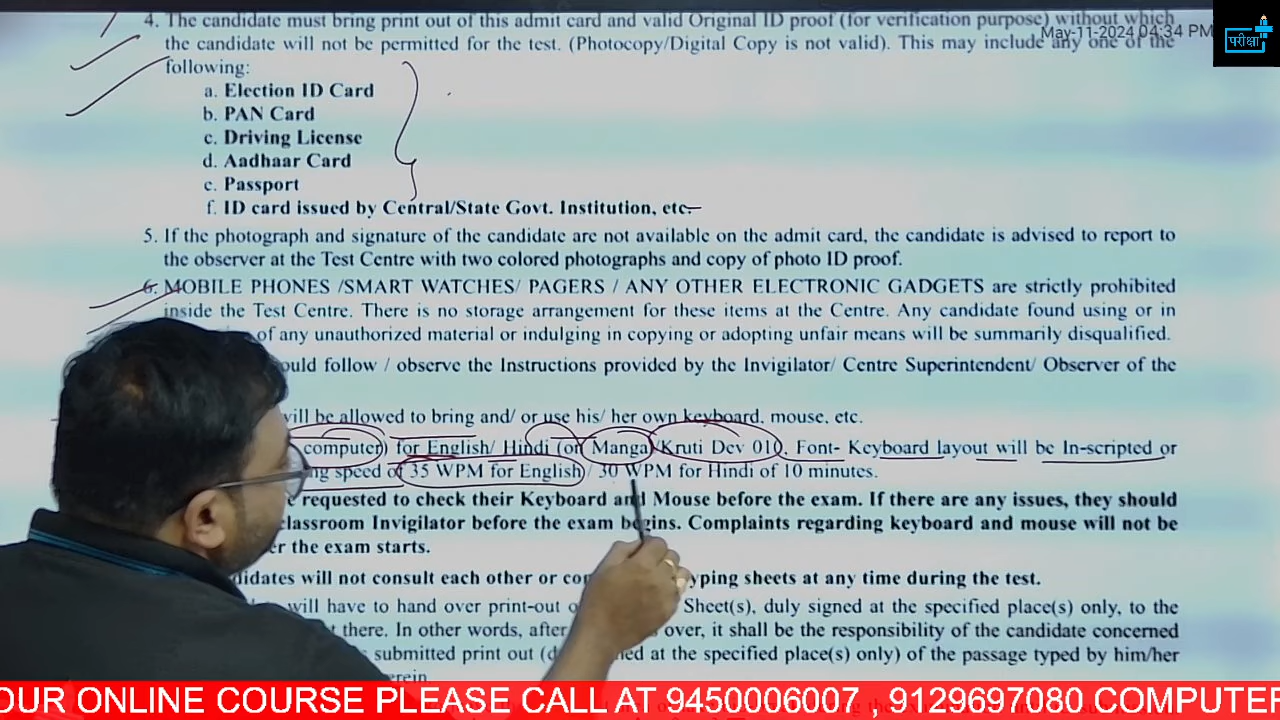 4. The candidate must bring print out of this admit card and valid Original ID proof (for verification purpose) without which
the candidate will not be permitted for the test. (Photocopy/Digital Copy is not valid). This may include any one of the
May-11-2024 04:34 PM
परीक्षा
following:
a. Election ID Card
b. PAN Card
c. Driving License
d. Aadhaar Card
e. Passport
f. ID card issued by Central/State Govt. Institution, etc.
5. If the photograph and signature of the candidate are not available on the admit card, the candidate is advised to report to
the observer at the Test Centre with two colored photographs and copy of photo ID proof.
6. MOBILE PHONES /SMART WATCHES/ PAGERS / ANY OTHER ELECTRONIC GADGETS are strictly prohibited
inside the Test Centre. There is no storage arrangement for these items at the Centre. Any candidate found using or in
of any unauthorized material or indulging in copying or adopting unfair means will be summarily disqualified.
follow / observe the Instructions provided by the Invigilator/ Centre Superintendent/ Observer of the
will be allowed to bring and/ or use his/ her own keyboard, mouse, etc.
computer) for English/ Hindi (on Mangal/Kruti Dev 010, Font- Keyboard layout will be In-scripted or
speed of 35 WPM for English/ 30 WPM for Hindi of 10 minutes.
requested to check their Keyboard and Mouse before the exam. If there are any issues, they should
Invigilator before the exam begins. Complaints regarding keyboard and mouse will not be
the exam starts.
will not consult each other or typing sheets at any time during the test.
will have to hand over print-out Sheet(s), duly signed at the specified place(s) only, to the
there. In other words, after over, it shall be the responsibility of the candidate concerned
submitted print out at the specified place(s) only) of the passage typed by him/her
OUR ONLINE COURSE PLEASE CALL AT 9450006007 , 9129697080 COMPUTER